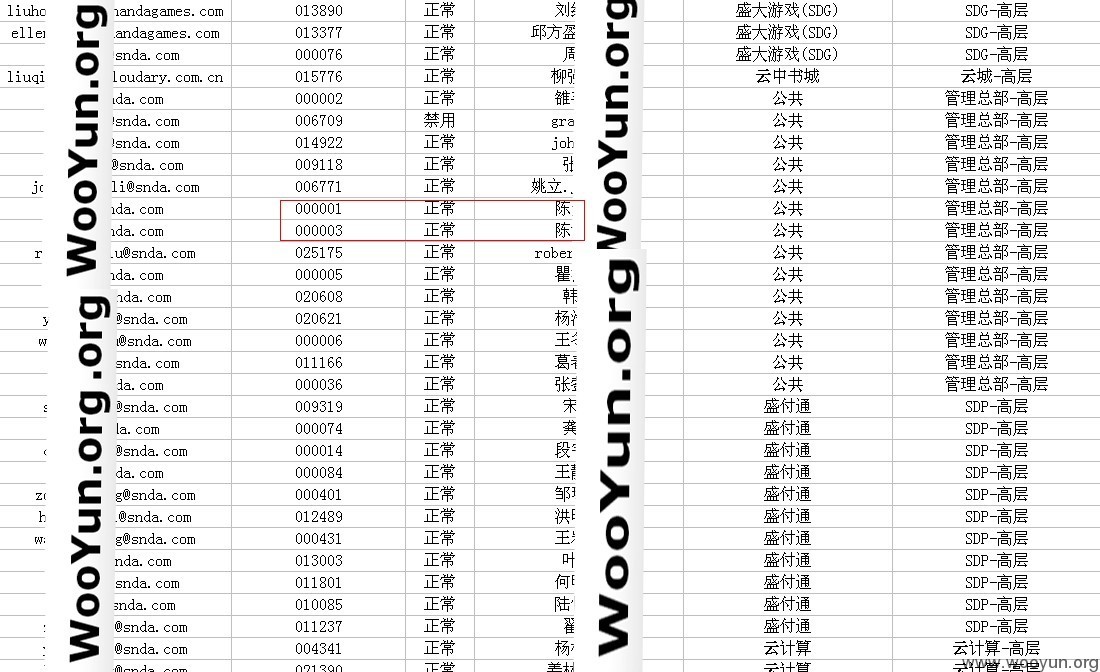 liuho handagames.com 013890 正常 刘 盛大游戏(SDG) SDG-高层
eller andagames.com 013377 正常 邱方 盛大游戏(SDG) SDG-高层
snda.com 000076 正常 周 盛大游戏(SDG) SDG-高层
liuqi loudary.com.cn 015776 正常 柳 云中书城 云城-高层
nda.com 000002 正常 雒 公共 管理总部-高层
@snda.com 006709 禁用 gra 公共 管理总部-高层
@snda.com 014922 正常 joh 公共 管理总部-高层
@snda.com 009118 正常 张 公共 管理总部-高层
jo li@snda.com 006771 正常 姚立.. 公共 管理总部-高层
nda.com 000001 正常 陈 公共 管理总部-高层
nda.com 000003 正常 陈 公共 管理总部-高层
r u@snda.com 025175 正常 rober 公共 管理总部-高层
nda.com 000005 正常 瞿 公共 管理总部-高层
nda.com 020608 正常 韩 公共 管理总部-高层
y @snda.com 020621 正常 杨 公共 管理总部-高层
w @snda.com 000006 正常 王 公共 管理总部-高层
snda.com 011166 正常 葛 公共 管理总部-高层
da.com 000036 正常 张 公共 管理总部-高层
s @snda.com 009319 正常 宋 盛付通 SDP-高层
da.com 000074 正常 龚 盛付通 SDP-高层
@snda.com 000014 正常 段 盛付通 SDP-高层
da.com 000084 正常 王 盛付通 SDP-高层
zo g@snda.com 000401 正常 邹 盛付通 SDP-高层
h @snda.com 012489 正常 洪 盛付通 SDP-高层
wa g@snda.com 000431 正常 王 盛付通 SDP-高层
nda.com 013003 正常 叶 盛付通 SDP-高层
snda.com 011801 正常 何 盛付通 SDP-高层
snda.com 010085 正常 陆 盛付通 SDP-高层
@snda.com 011237 正常 翟 盛付通 SDP-高层
y @snda.com 004341 正常 杨 云计算 云计算-高层
@snda.com 021390 正常 姜 云计算 云计算-高层
WooYun.org
WooYun.org
WooYun.org
WooYun.org
www.wooyun.org